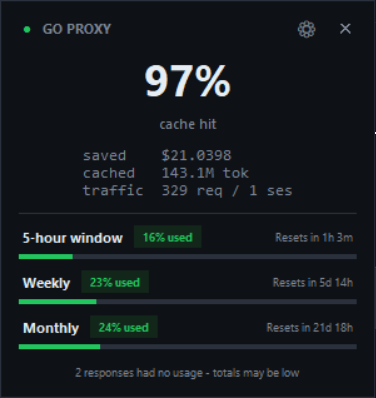 GO PROXY
97%
cache hit
saved $21.0398
cached 143.1M tok
traffic 329 req / 1 ses
5-hour window 16% used Resets in 1h 3m
Weekly 23% used Resets in 5d 14h
Monthly 24% used Resets in 21d 18h
2 responses had no usage - totals may be low